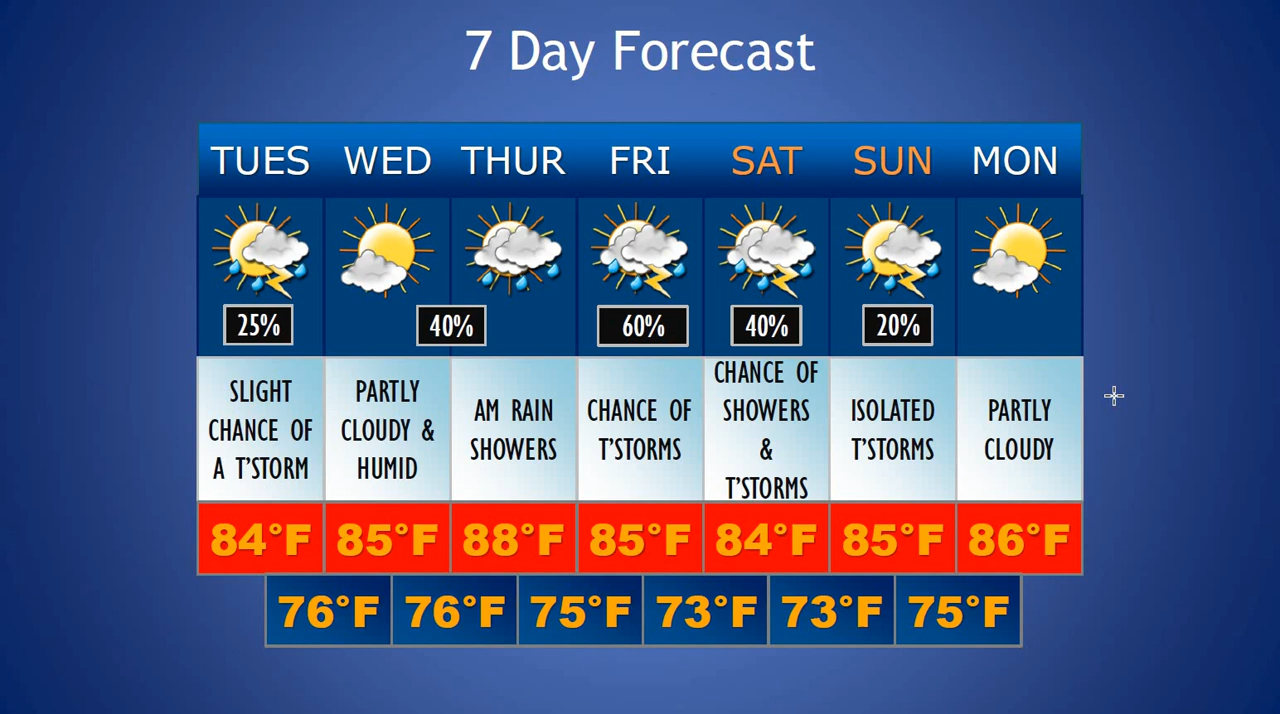 7 Day Forecast
TUES WED THUR FRI SAT SUN MON
25% 40% 60% 40% 20%
SLIGHT
CHANCE OF
A T'STORM
PARTLY
CLOUDY &
HUMID
AM RAIN
SHOWERS
CHANCE OF
T'STORMS
CHANCE OF
SHOWERS
&
T'STORMS
ISOLATED
T'STORMS
PARTLY
CLOUDY
84°F 85°F 88°F 85°F 84°F 85°F 86°F
76°F 76°F 75°F 73°F 73°F 75°F